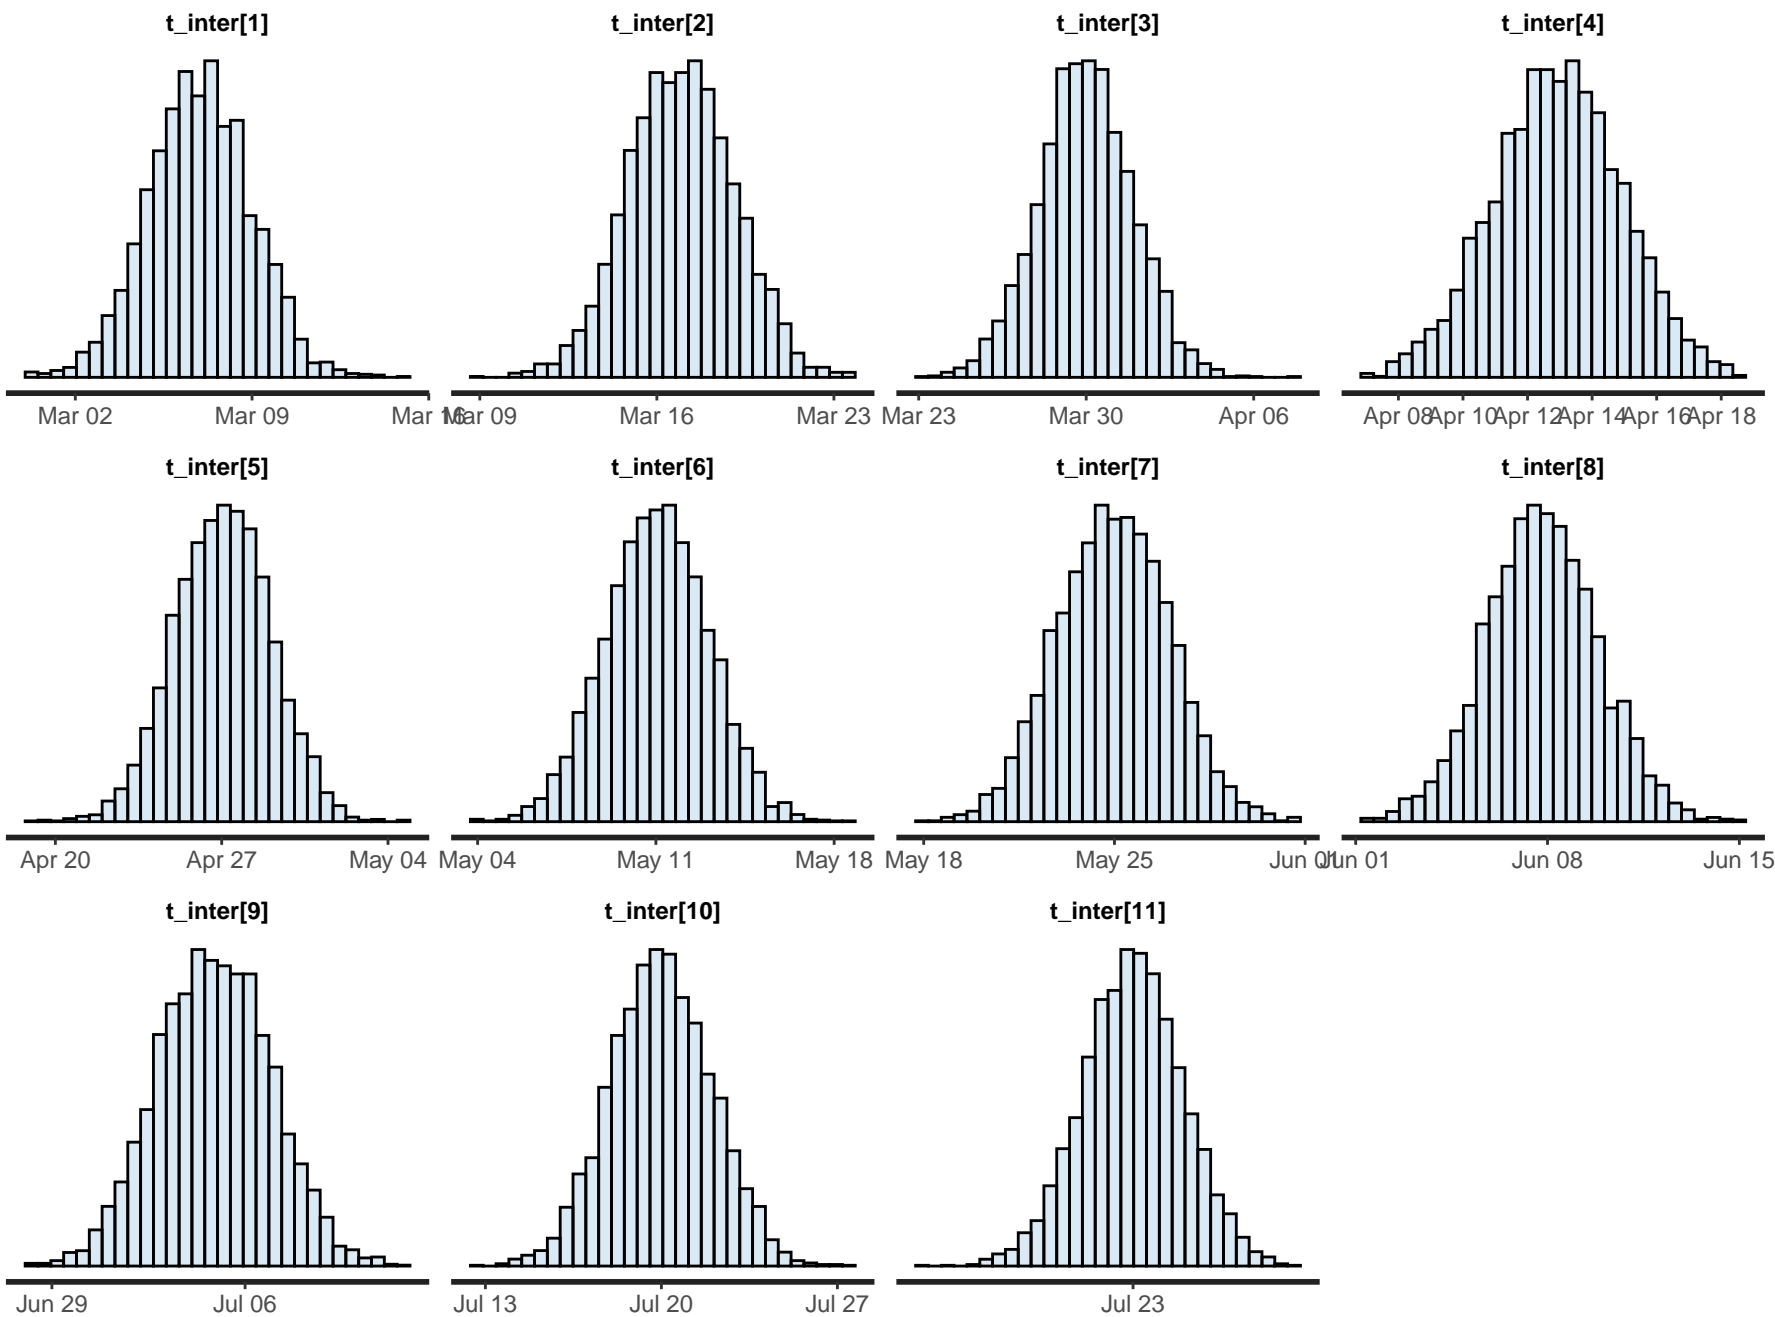 t_inter[1] t_inter[2] t_inter[3] t_inter[4]
Mar 02 Mar 09 Mar 16 Mar 09 Mar 16 Mar 23 Mar 23 Mar 30 Apr 06 Apr 08 Apr 10 Apr 12 Apr 14 Apr 16 Apr 18
t_inter[5] t_inter[6] t_inter[7] t_inter[8]
Apr 20 Apr 27 May 04 May 04 May 11 May 18 May 18 May 25 Jun 01 Jun 01 Jun 08 Jun 15
t_inter[9] t_inter[10] t_inter[11]
Jun 29 Jul 06 Jul 13 Jul 20 Jul 27 Jul 23